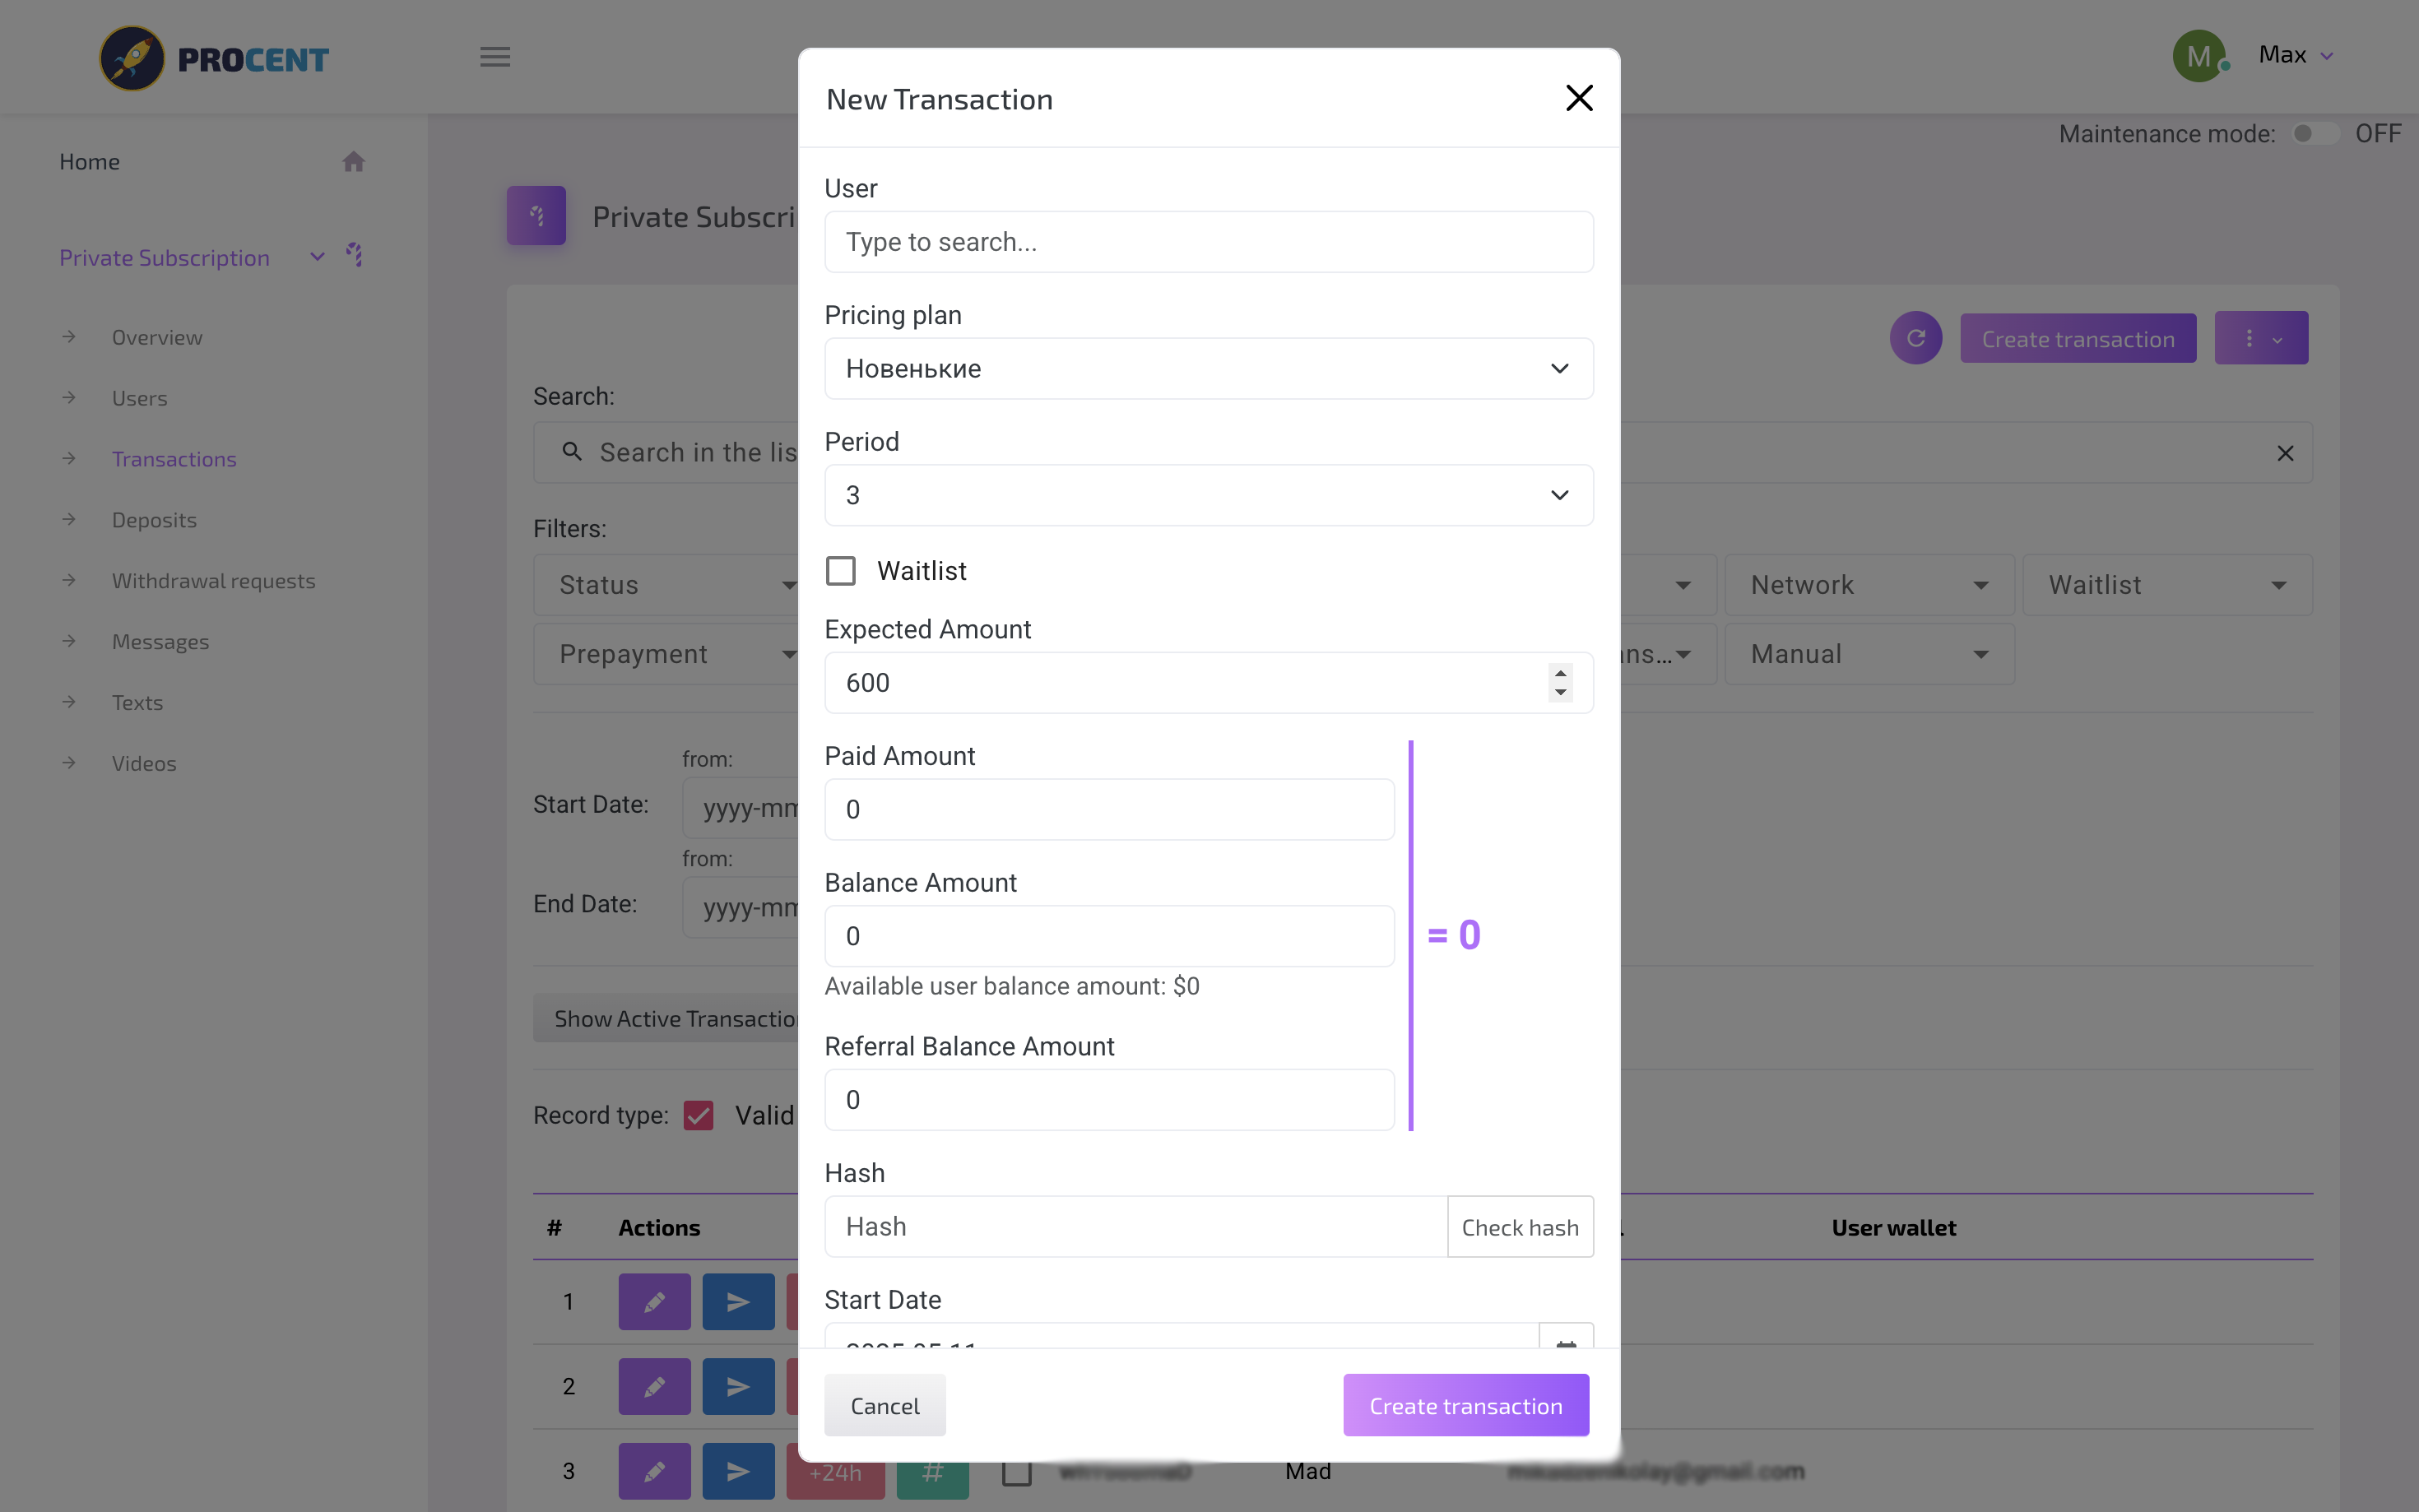 PROCENT
M
Max
Maintenance mode: OFF
Home
Private Subscription
Overview
Users
Transactions
Deposits
Withdrawal requests
Messages
Texts
Videos
Private Subscri
Create transaction
Search:
Search in the lis
Filters:
Status
Network
Waitlist
Prepayment
ans...
Manual
from:
Start Date:
yyyy-mm
from:
End Date:
yyyy-mm
Show Active Transactio
Record type:
Valid
#
Actions
User wallet
1
2
3
+24h
#
Mad
New Transaction
User
Type to search...
Pricing plan
Новенькие
Period
3
Waitlist
Expected Amount
600
Paid Amount
0
Balance Amount
0
= 0
Available user balance amount: $0
Referral Balance Amount
0
Hash
Hash
Check hash
Start Date
Cancel
Create transaction